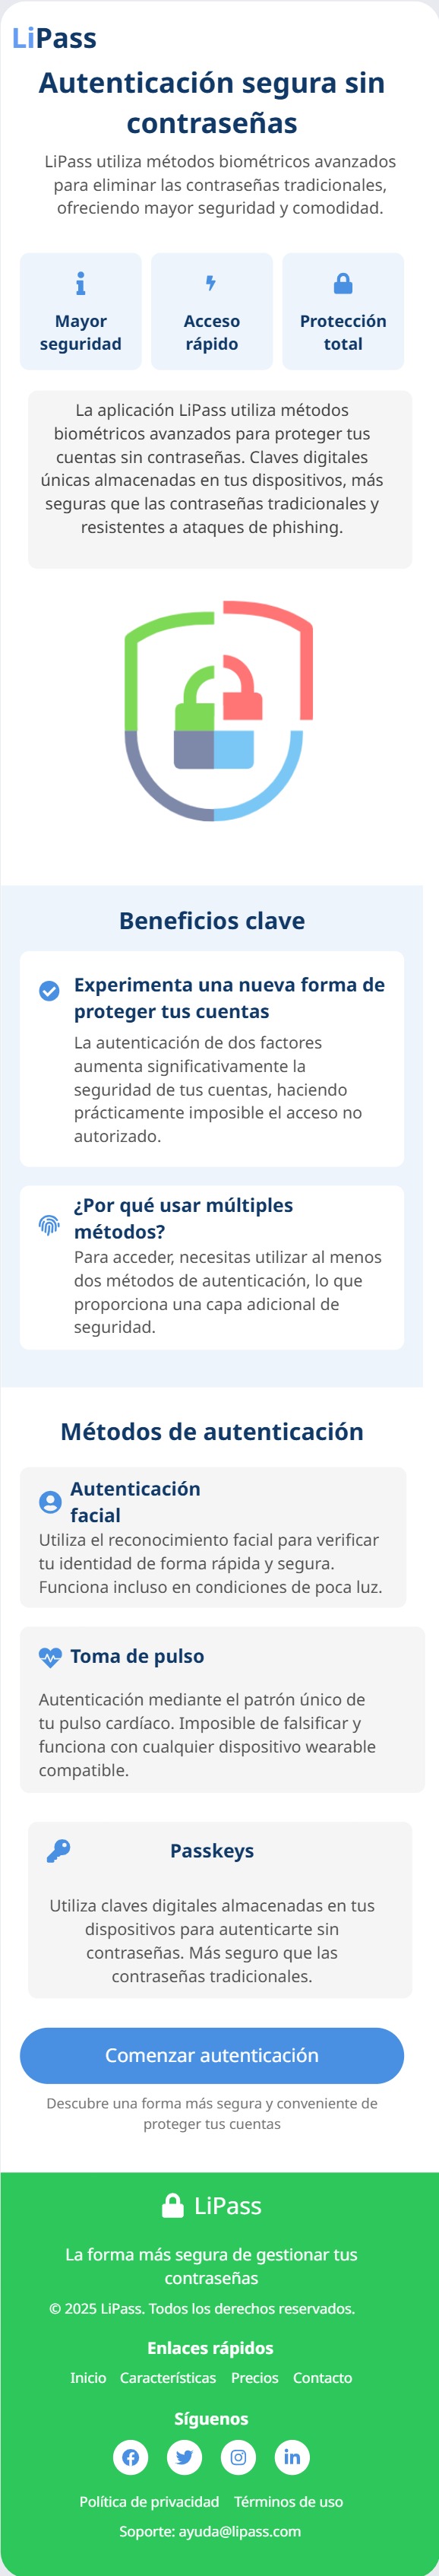 LiPass
Autenticación segura sin
contraseñas
LiPass utiliza métodos biométricos avanzados
para eliminar las contraseñas tradicionales,
ofreciendo mayor seguridad y comodidad.
Mayor
seguridad
Acceso
rápido
Protección
total
La aplicación LiPass utiliza métodos
biométricos avanzados para proteger tus
cuentas sin contraseñas. Claves digitales
únicas almacenadas en tus dispositivos, más
seguras que las contraseñas tradicionales y
resistentes a ataques de phishing.
Beneficios clave
Experimenta una nueva forma de
proteger tus cuentas
La autenticación de dos factores
aumenta significativamente la
seguridad de tus cuentas, haciendo
prácticamente imposible el acceso no
autorizado.
¿Por qué usar múltiples
métodos?
Para acceder, necesitas utilizar al menos
dos métodos de autenticación, lo que
proporciona una capa adicional de
seguridad.
Métodos de autenticación
Autenticación
facial
Utiliza el reconocimiento facial para verificar
tu identidad de forma rápida y segura.
Funciona incluso en condiciones de poca luz.
Toma de pulso
Autenticación mediante el patrón único de
tu pulso cardíaco. Imposible de falsificar y
funciona con cualquier dispositivo wearable
compatible.
Passkeys
Utiliza claves digitales almacenadas en tus
dispositivos para autenticarte sin
contraseñas. Más seguro que las
contraseñas tradicionales.
Comenzar autenticación
Descubre una forma más segura y conveniente de
proteger tus cuentas
LiPass
La forma más segura de gestionar tus
contraseñas
© 2025 LiPass. Todos los derechos reservados.
Enlaces rápidos
Inicio Características Precios Contacto
Síguenos
Política de privacidad Términos de uso
Soporte: ayuda@lipass.com